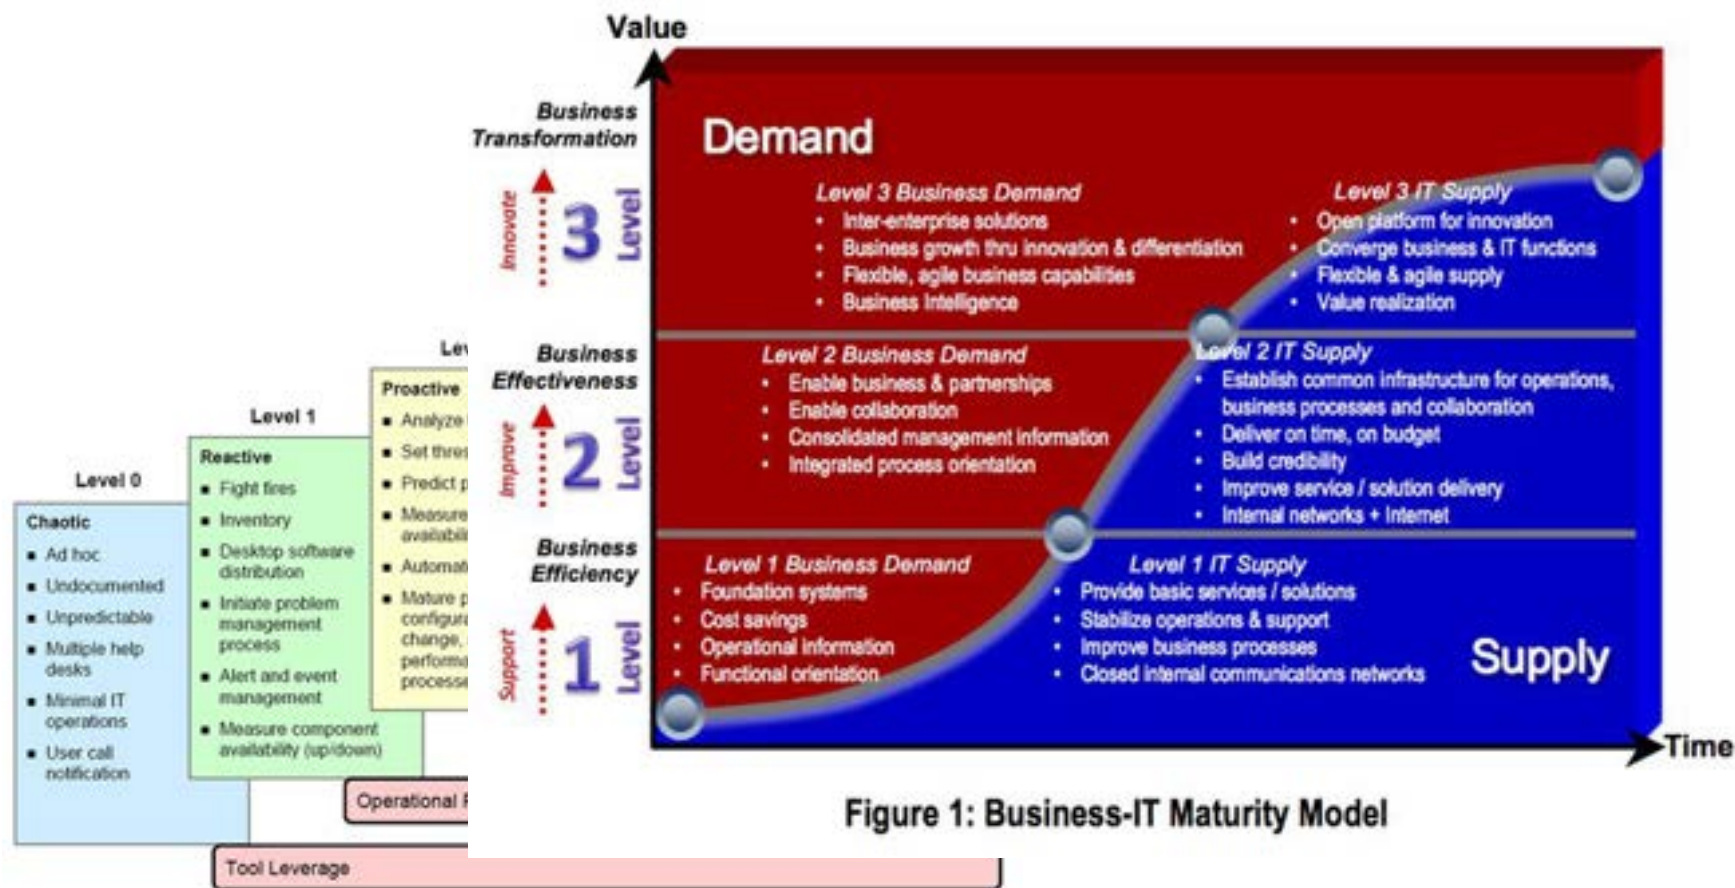 Value
Business
Transformation
Innovate
3
Level
Demand
Level 3 Business Demand
• Inter-enterprise solutions
• Business growth thru innovation & differentiation
• Flexible, agile business capabilities
• Business Intelligence
Level 3 IT Supply
• Open platform for innovation
• Converge business & IT functions
• Flexible & agile supply
• Value realization
Business
Effectiveness
Improve
2
Level
Level 2 Business Demand
• Enable business & partnerships
• Enable collaboration
• Consolidated management information
• Integrated process orientation
Level 2 IT Supply
• Establish common infrastructure for operations,
business processes and collaboration
• Deliver on time, on budget
• Build credibility
• Improve service / solution delivery
• Internal networks + Internet
Business
Efficiency
Support
1
Level
Level 1 Business Demand
• Foundation systems
• Cost savings
• Operational information
• Functional orientation
Level 1 IT Supply
• Provide basic services / solutions
• Stabilize operations & support
• Improve business processes
• Closed internal communications networks
Supply
Time
Figure 1: Business-IT Maturity Model
Level 0
Chaotic
▪ Ad hoc
▪ Undocumented
▪ Unpredictable
▪ Multiple help
desks
▪ Minimal IT
operations
▪ User call
notification
Level 1
Reactive
▪ Fight fires
▪ Inventory
▪ Desktop software
distribution
▪ Initiate problem
management
process
▪ Alert and event
management
▪ Measure component
availability (up/down)
Proactive
▪ Analyze
▪ Set
▪ Predict
▪ Measure
▪
▪ Mature
change,
Operational
Tool Leverage